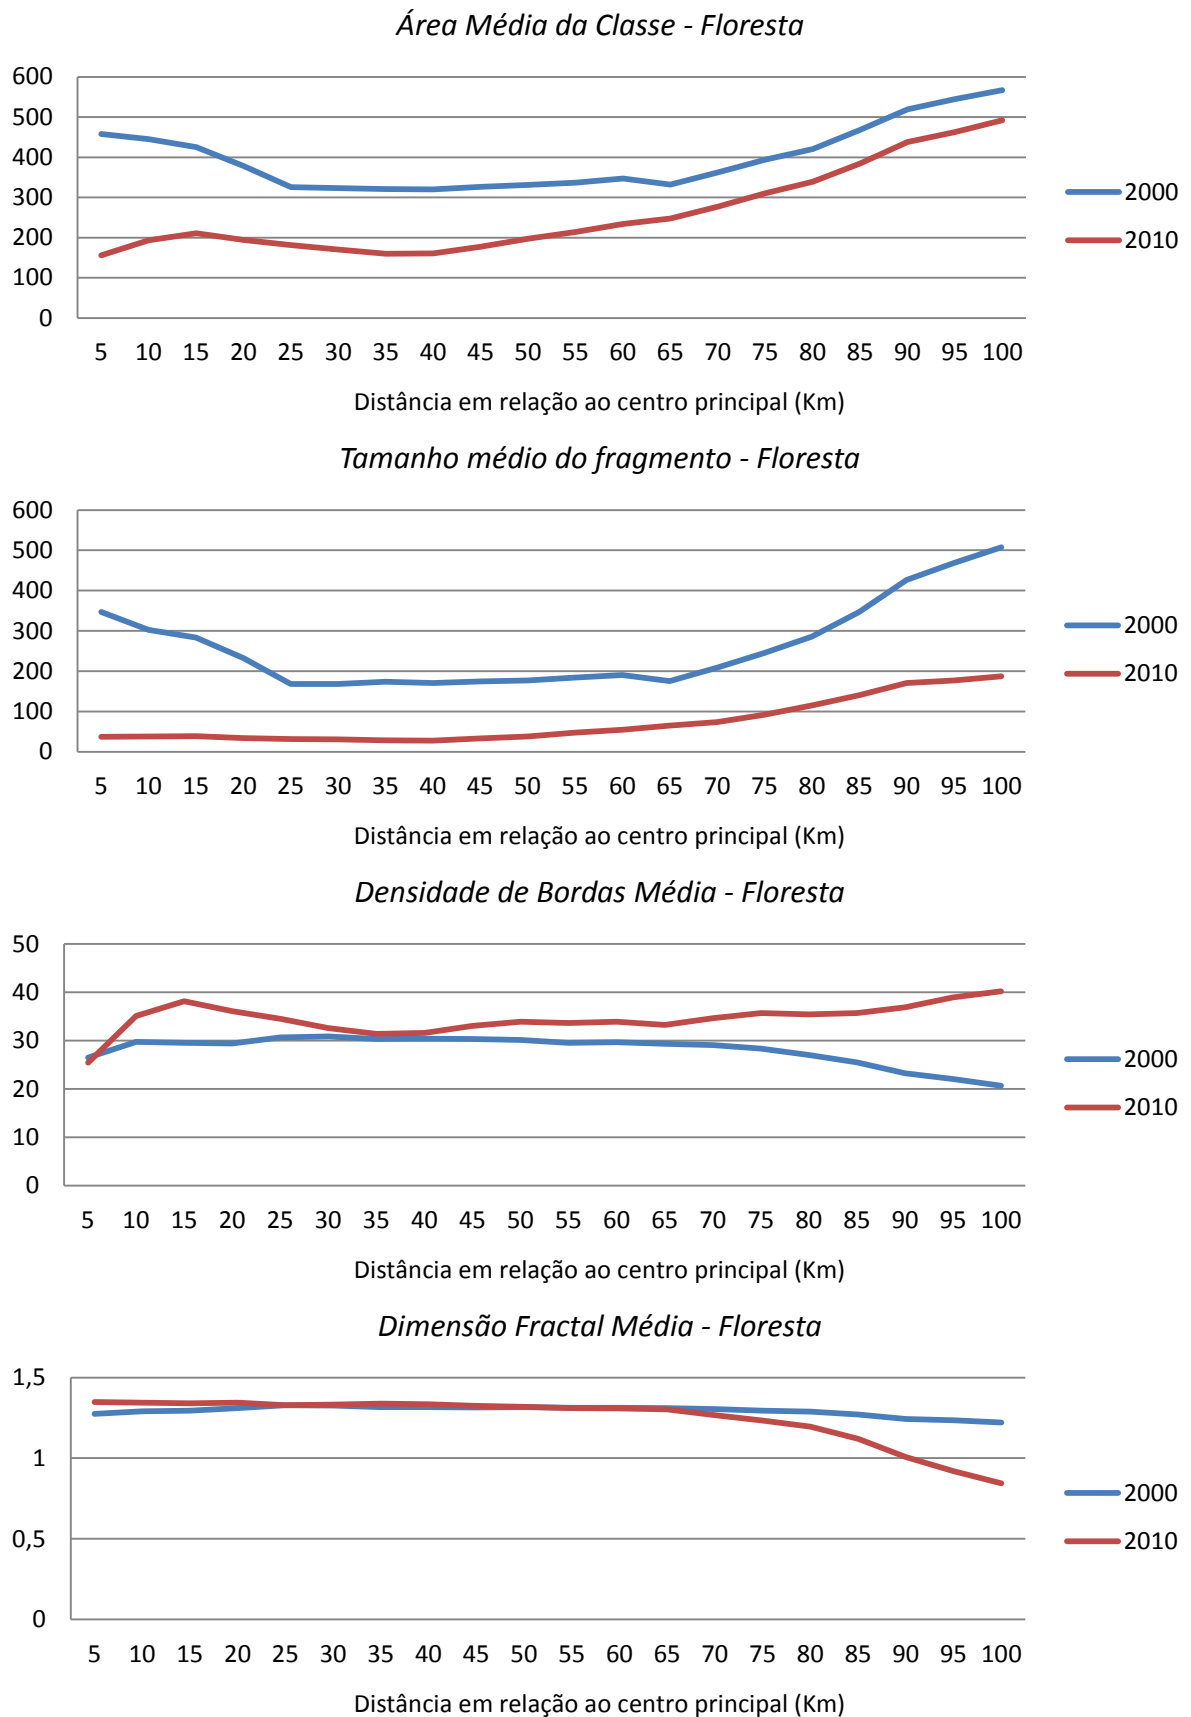 Área Média da Classe - Floresta
600
500
400
300
200
100
0
5 10 15 20 25 30 35 40 45 50 55 60 65 70 75 80 85 90 95 100
Distância em relação ao centro principal (Km)
2000
2010
Tamanho médio do fragmento - Floresta
600
500
400
300
200
100
0
5 10 15 20 25 30 35 40 45 50 55 60 65 70 75 80 85 90 95 100
Distância em relação ao centro principal (Km)
2000
2010
Densidade de Bordas Média - Floresta
50
40
30
20
10
0
5 10 15 20 25 30 35 40 45 50 55 60 65 70 75 80 85 90 95 100
Distância em relação ao centro principal (Km)
2000
2010
Dimensão Fractal Média - Floresta
1,5
1
0,5
0
5 10 15 20 25 30 35 40 45 50 55 60 65 70 75 80 85 90 95 100
Distância em relação ao centro principal (Km)
2000
2010